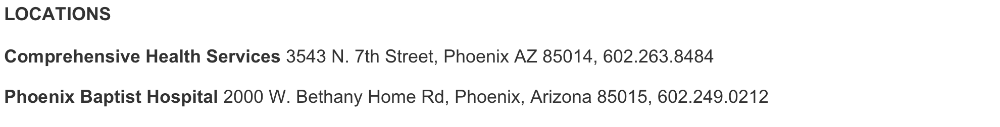 LOCATIONS
Comprehensive Health Services 3543 N. 7th Street, Phoenix AZ 85014, 602.263.8484
Phoenix Baptist Hospital 2000 W. Bethany Home Rd, Phoenix, Arizona 85015, 602.249.0212